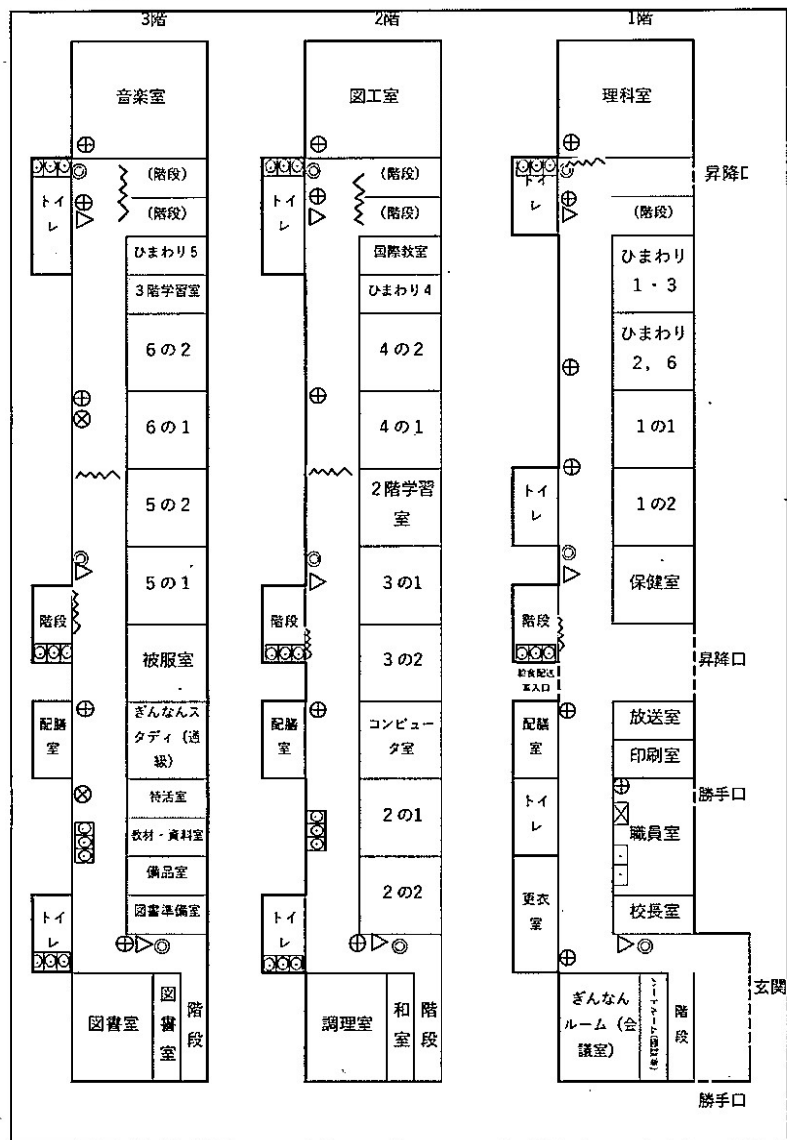 3階
音楽室
トイ
レ
(階段)
(階段)
ひまわり5
3階学習室
6の2
6の1
5の2
5の1
階段
被服室
配膳
室
ぎんなんス
タディ(通
級)
特活室
教材・資料室
備品室
図書準備室
トイ
レ
図書室
図
書
室
階
段
2階
図工室
トイ
レ
(階段)
(階段)
国際教室
ひまわり4
4の2
4の1
2階学習
室
3の1
階段
3の2
配膳
室
コンピュー
タ室
2の1
2の2
トイ
レ
調理室
和
室
階
段
1階
理科室
昇降口
トイ
レ
(階段)
ひまわり
1・3
ひまわり
2,6
1の1
トイ
レ
1の2
保健室
階段
給食配送
室入口
昇降口
配膳
室
放送室
印刷室
トイ
レ
勝手口
職員室
更衣
室
校長室
玄関
ぎんなん
ルーム(会
議室)
階
段
勝手口